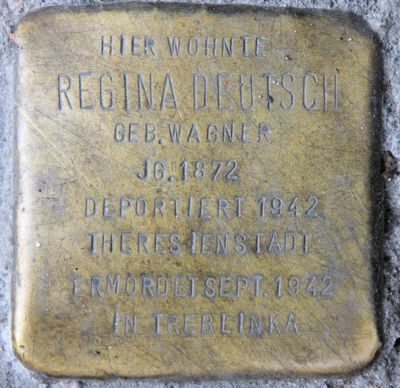 HIER WOHNTE
REGINA DEUTSCH
GEB. WAGNER
JG. 1872
DEPORTIERT 1942
THERESIENSTADT
ERMORDET SEPT. 1942
IN TREBLINKA